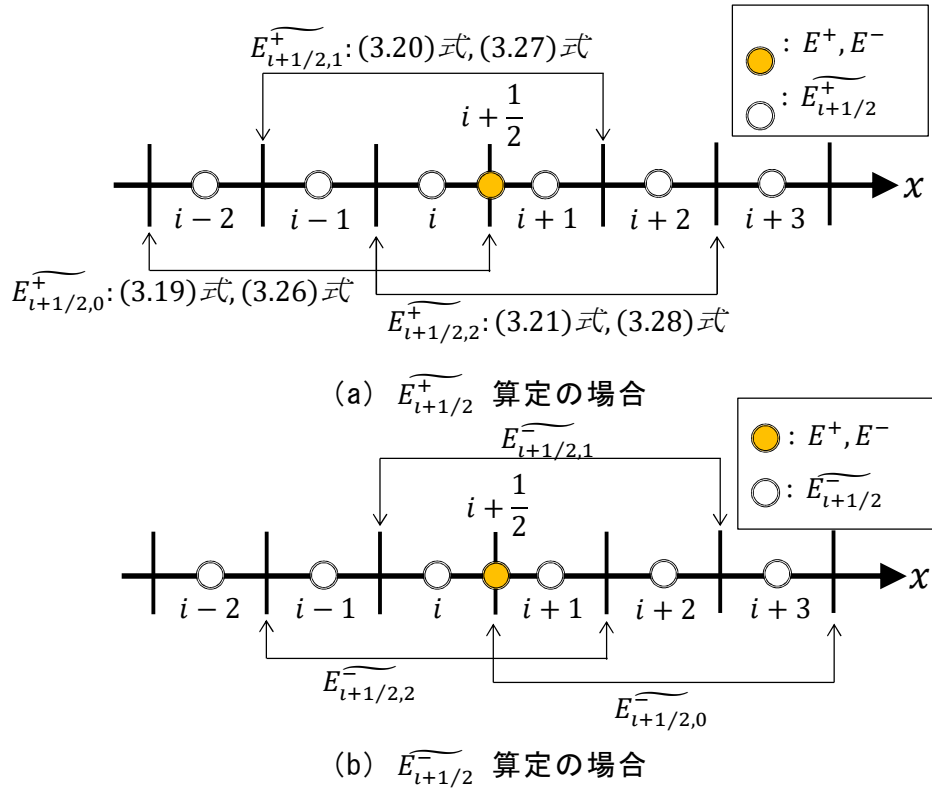 Ẽ⁺_{i+1/2,1}: (3.20)式, (3.27)式
: E⁺, E⁻
: Ẽ⁺_{i+1/2}
i + 1/2
i − 2 i − 1 i i + 1 i + 2 i + 3 x
Ẽ⁺_{i+1/2,0}: (3.19)式, (3.26)式
Ẽ⁺_{i+1/2,2}: (3.21)式, (3.28)式
(a) Ẽ⁺_{i+1/2} 算定の場合
Ẽ⁻_{i+1/2,1}
: E⁺, E⁻
: Ẽ⁻_{i+1/2}
i + 1/2
i − 2 i − 1 i i + 1 i + 2 i + 3 x
Ẽ⁻_{i+1/2,2}
Ẽ⁻_{i+1/2,0}
(b) Ẽ⁻_{i+1/2} 算定の場合